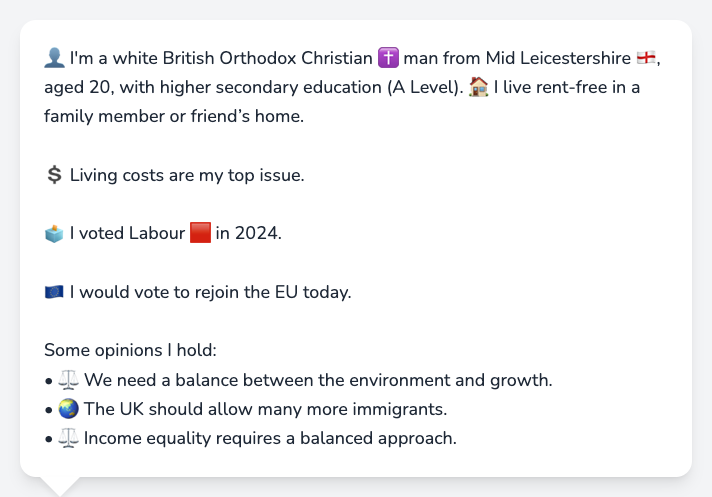 👤 I'm a white British Orthodox Christian ✝️ man from Mid Leicestershire 🏴󠁧󠁢󠁥󠁮󠁧󠁿,
aged 20, with higher secondary education (A Level). 🏠 I live rent-free in a
family member or friend’s home.
💲 Living costs are my top issue.
🗳️ I voted Labour 🟥 in 2024.
🇪🇺 I would vote to rejoin the EU today.
Some opinions I hold:
• ⚖️ We need a balance between the environment and growth.
• 🌏 The UK should allow many more immigrants.
• ⚖️ Income equality requires a balanced approach.